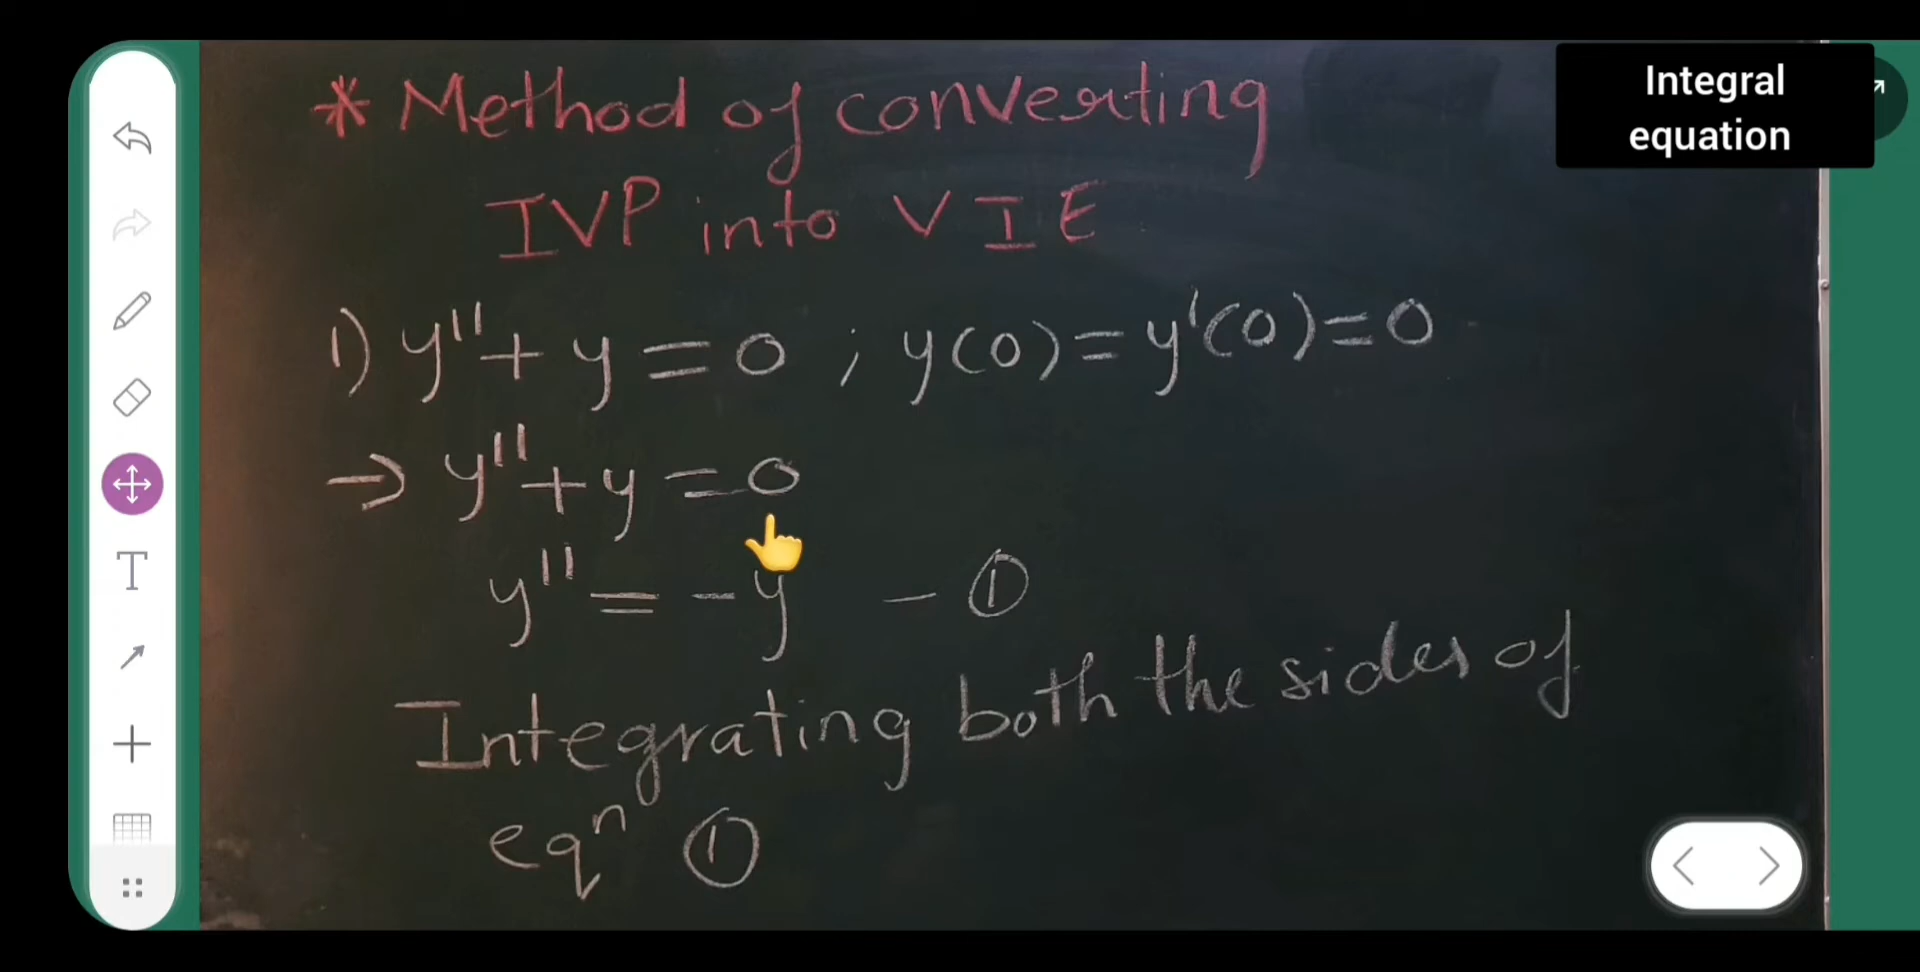 Integral
equation
* Method of converting
IVP into VIE
1) y'' + y = 0 ; y(0) = y'(0) = 0
→ y'' + y = 0
y'' = -y - ①
Integrating both the sides of
eqⁿ ①
T